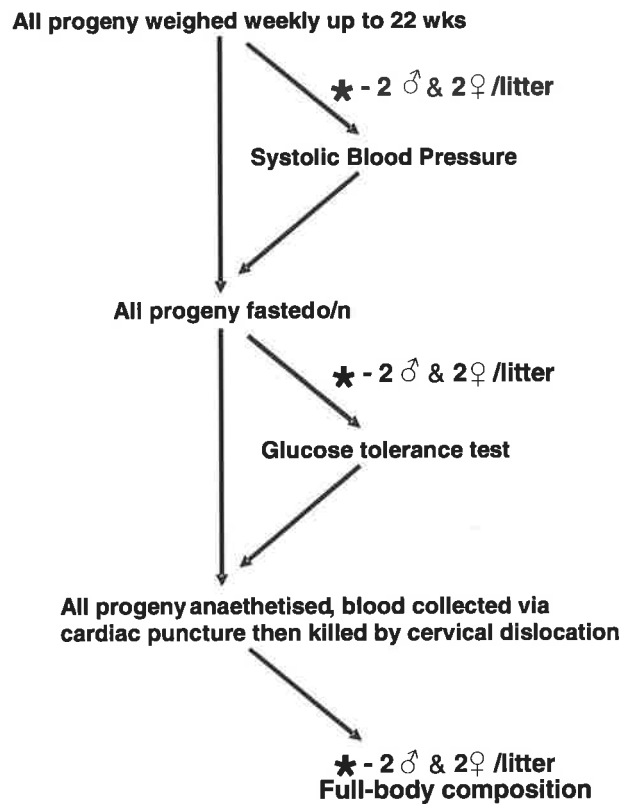 All progeny weighed weekly up to 22 wks
* - 2 ♂ & 2♀ /litter
Systolic Blood Pressure
All progeny fastedo/n
* - 2 ♂ & 2♀ /litter
Glucose tolerance test
All progeny anaethetised, blood collected via
cardiac puncture then killed by cervical dislocation
* - 2 ♂ & 2♀ /litter
Full-body composition